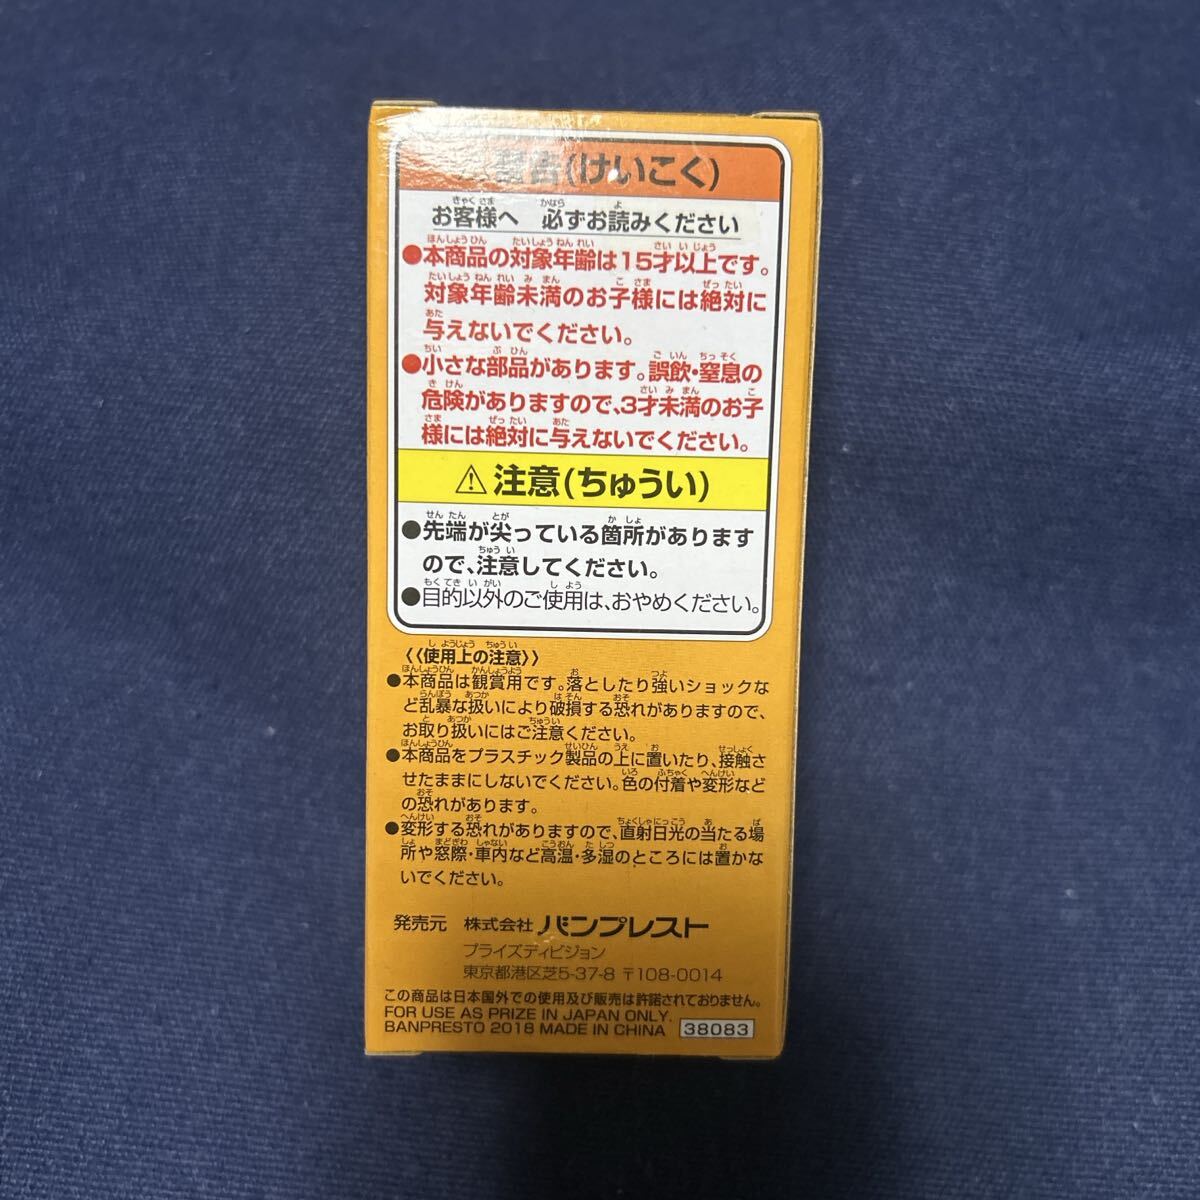 ⚠警告(けいこく)
お客様へ 必ずお読みください
●本商品の対象年齢は15才以上です。
対象年齢未満のお子様には絶対に
与えないでください。
●小さな部品があります。誤飲・窒息の
危険がありますので、3才未満のお子
様には絶対に与えないでください。
⚠注意(ちゅうい)
●先端が尖っている箇所があります
ので、注意してください。
●目的以外のご使用は、おやめください。
《使用上の注意》
●本商品は観賞用です。落としたり強いショックな
ど乱暴な扱いにより破損する恐れがありますので、
お取り扱いにはご注意ください。
●本商品をプラスチック製品の上に置いたり、接触さ
せたままにしないでください。色の付着や変形など
の恐れがあります。
●変形する恐れがありますので、直射日光の当たる場
所や窓際・車内など高温・多湿のところには置かな
いでください。
発売元 株式会社 バンプレスト
プライズディビジョン
東京都港区芝5-37-8 〒108-0014
この商品は日本国外での使用及び販売は許諾されておりません。
FOR USE AS PRIZE IN JAPAN ONLY.
BANPRESTO 2018 MADE IN CHINA 38083